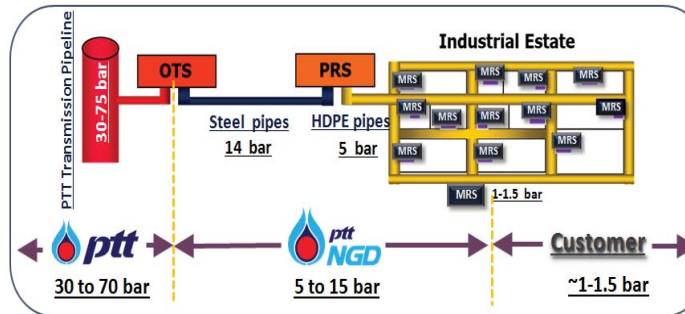 PTT Transmission Pipeline
30-75 bar
OTS
PRS
Steel pipes
14 bar
HDPE pipes
5 bar
Industrial Estate
MRS
MRS
MRS
MRS
MRS
MRS
MRS
MRS
MRS
MRS
MRS
MRS
MRS
MRS
1-1.5 bar
ptt
30 to 70 bar
ptt
NGD
5 to 15 bar
Customer
~1-1.5 bar